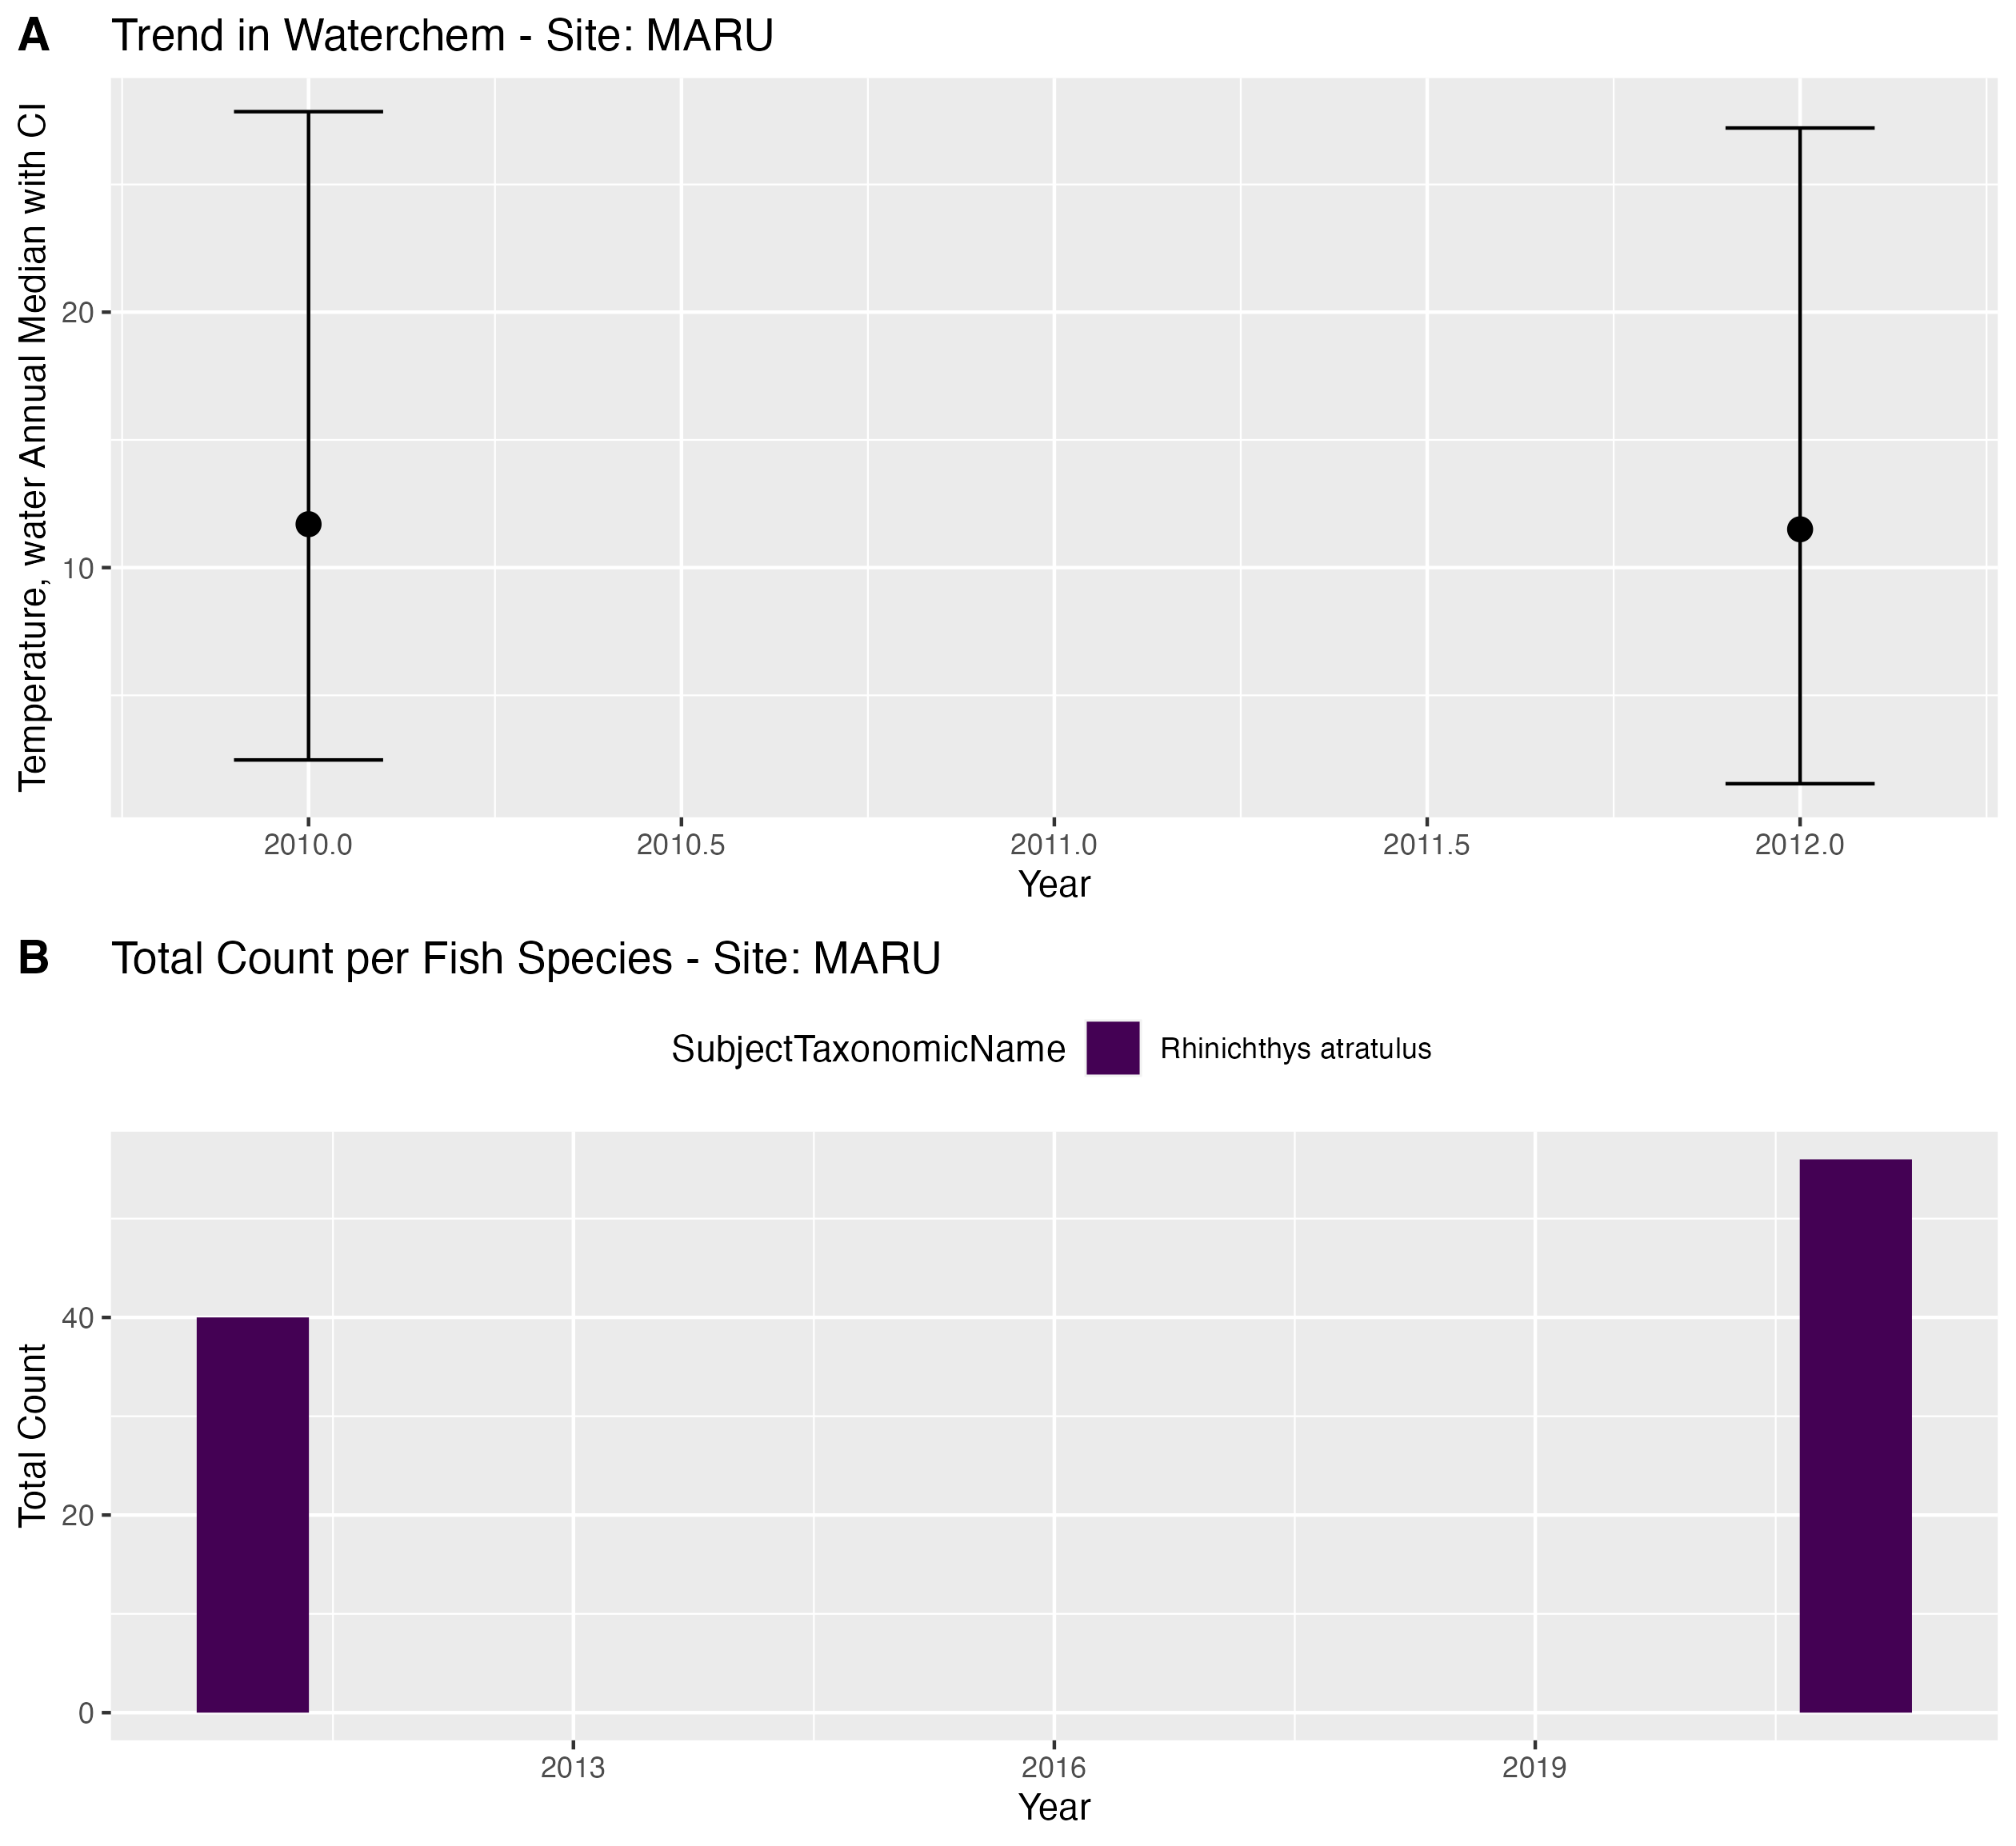 A Trend in Waterchem - Site: MARU
Temperature, water Annual Median with CI
20
10
2010.0 2010.5 2011.0 2011.5 2012.0
Year
B Total Count per Fish Species - Site: MARU
SubjectTaxonomicName Rhinichthys atratulus
Total Count
40
20
0
2013 2016 2019
Year